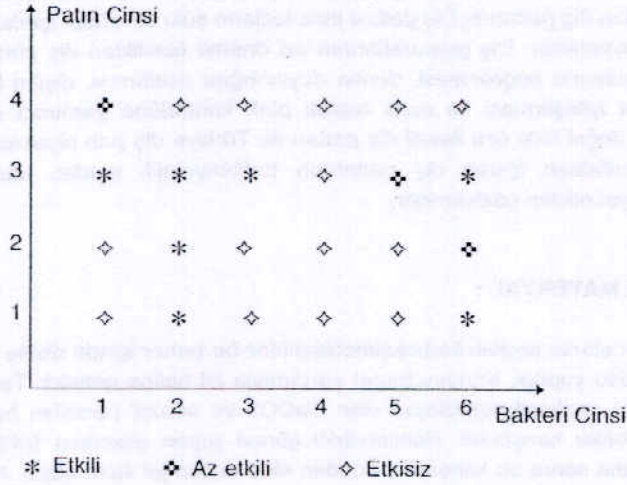 Patın Cinsi
4
3
2
1
1 2 3 4 5 6
Bakteri Cinsi
Etkili Az etkili Etkisiz